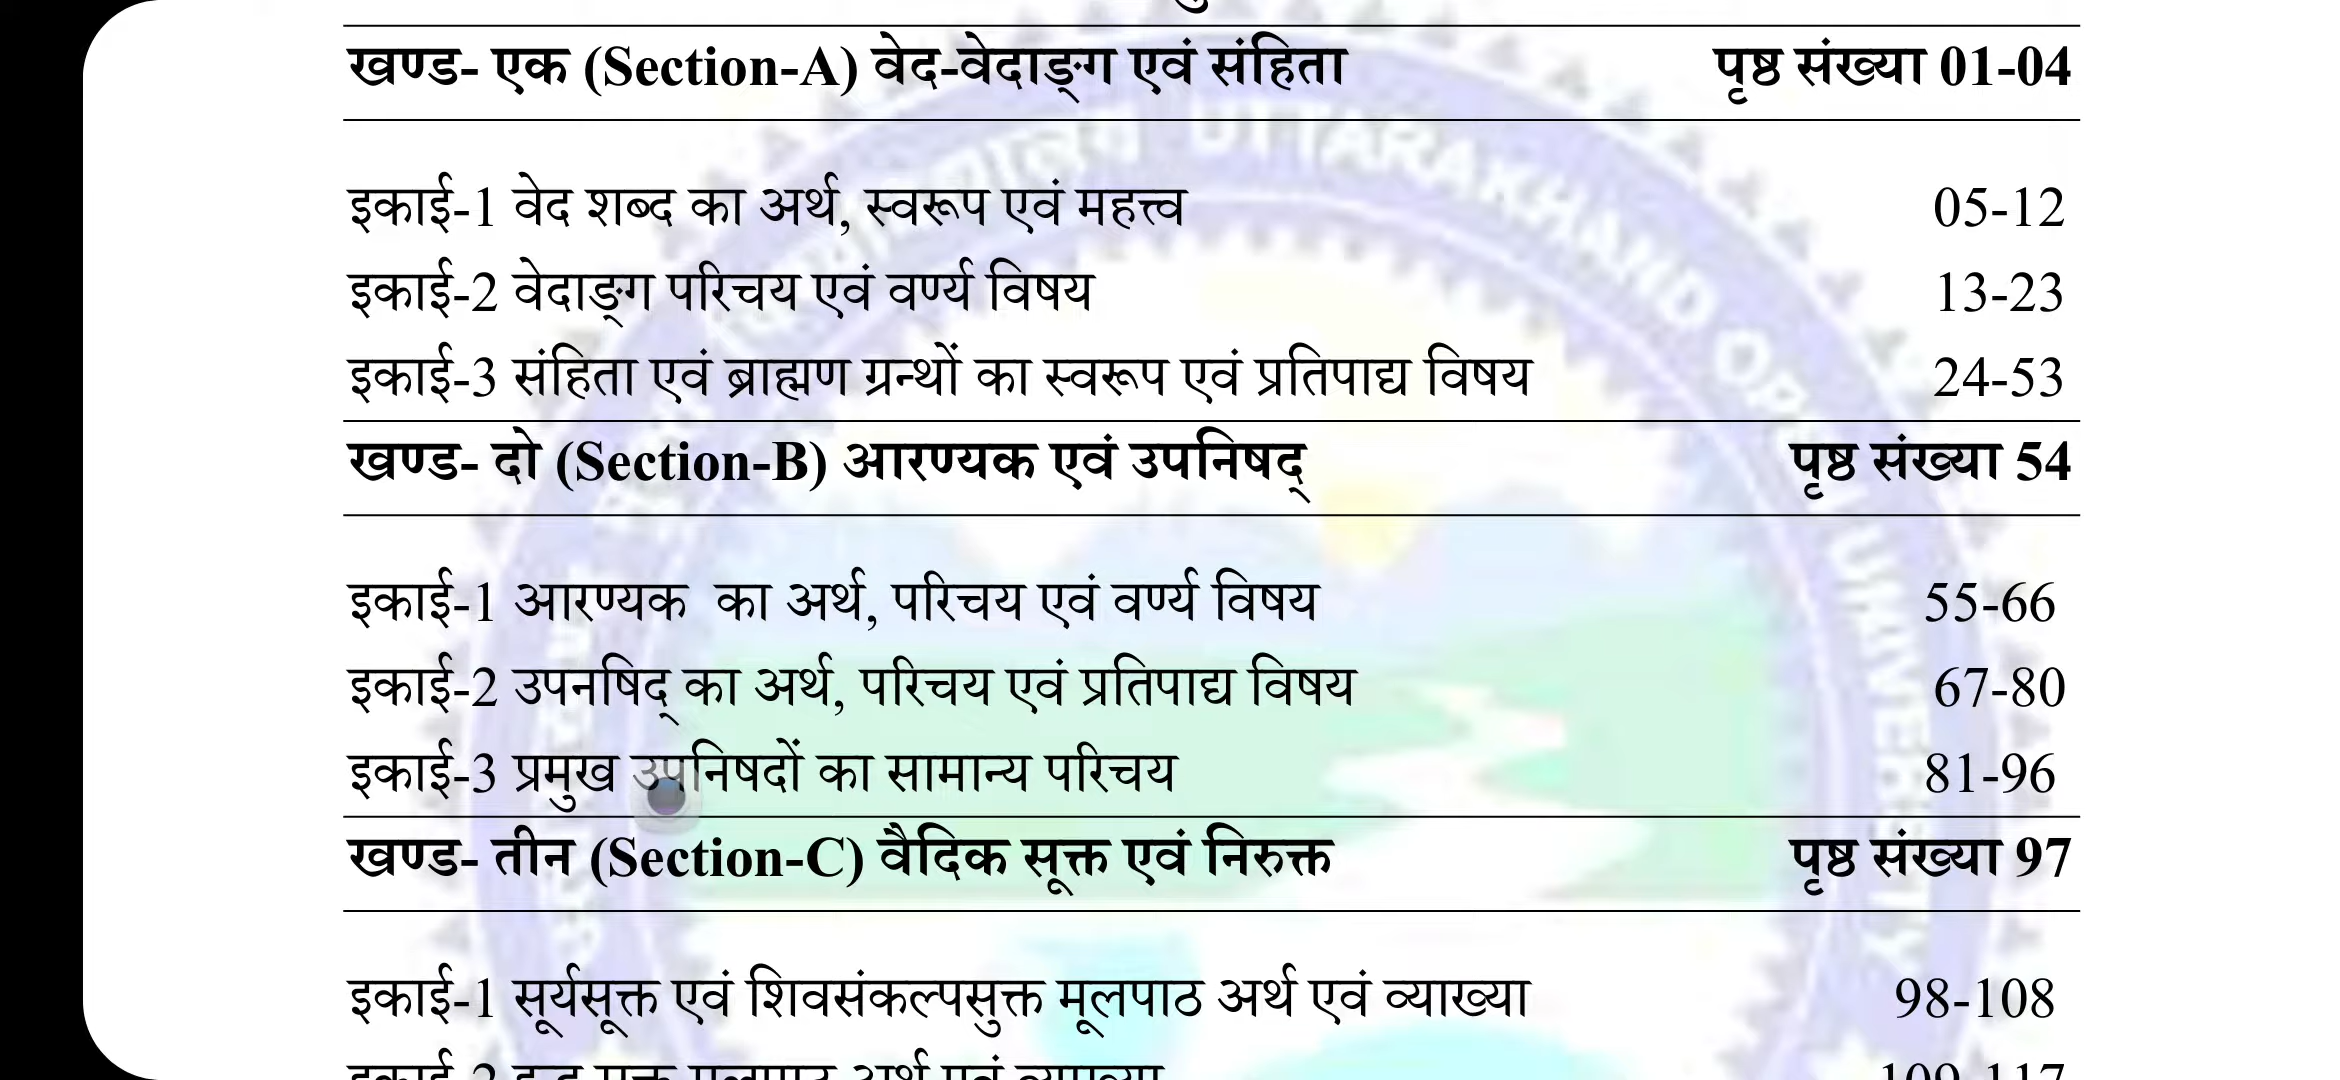 खण्ड- एक (Section-A) वेद-वेदाङ्ग एवं संहिता पृष्ठ संख्या 01-04
इकाई-1 वेद शब्द का अर्थ, स्वरूप एवं महत्त्व 05-12
इकाई-2 वेदाङ्ग परिचय एवं वर्ण्य विषय 13-23
इकाई-3 संहिता एवं ब्राह्मण ग्रन्थों का स्वरूप एवं प्रतिपाद्य विषय 24-53
खण्ड- दो (Section-B) आरण्यक एवं उपनिषद् पृष्ठ संख्या 54
इकाई-1 आरण्यक का अर्थ, परिचय एवं वर्ण्य विषय 55-66
इकाई-2 उपनषिद् का अर्थ, परिचय एवं प्रतिपाद्य विषय 67-80
इकाई-3 प्रमुख उपनिषदों का सामान्य परिचय 81-96
खण्ड- तीन (Section-C) वैदिक सूक्त एवं निरुक्त पृष्ठ संख्या 97
इकाई-1 सूर्यसूक्त एवं शिवसंकल्पसुक्त मूलपाठ अर्थ एवं व्याख्या 98-108
UTTARAKHAND OPEN UNIVERSITY